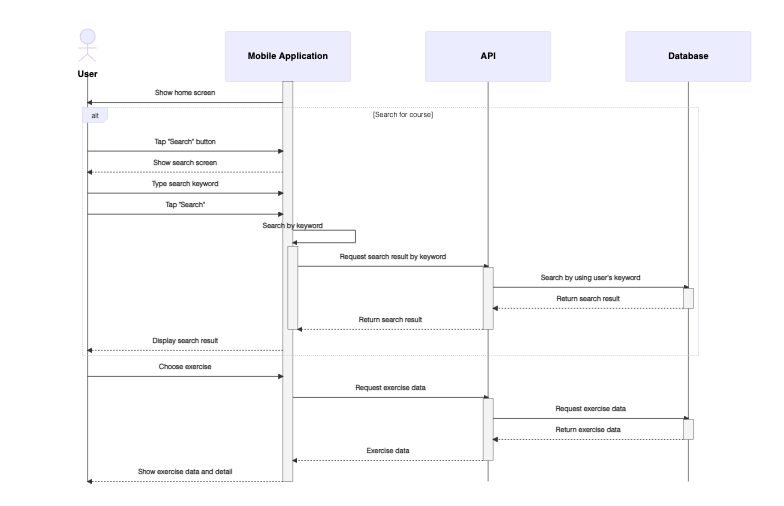 User
Mobile Application
API
Database
Show home screen
alt
[Search for course]
Tap "Search" button
Show search screen
Type search keyword
Tap "Search"
Search by keyword
Request search result by keyword
Search by using user's keyword
Return search result
Return search result
Display search result
Choose exercise
Request exercise data
Request exercise data
Return exercise data
Exercise data
Show exercise data and detail